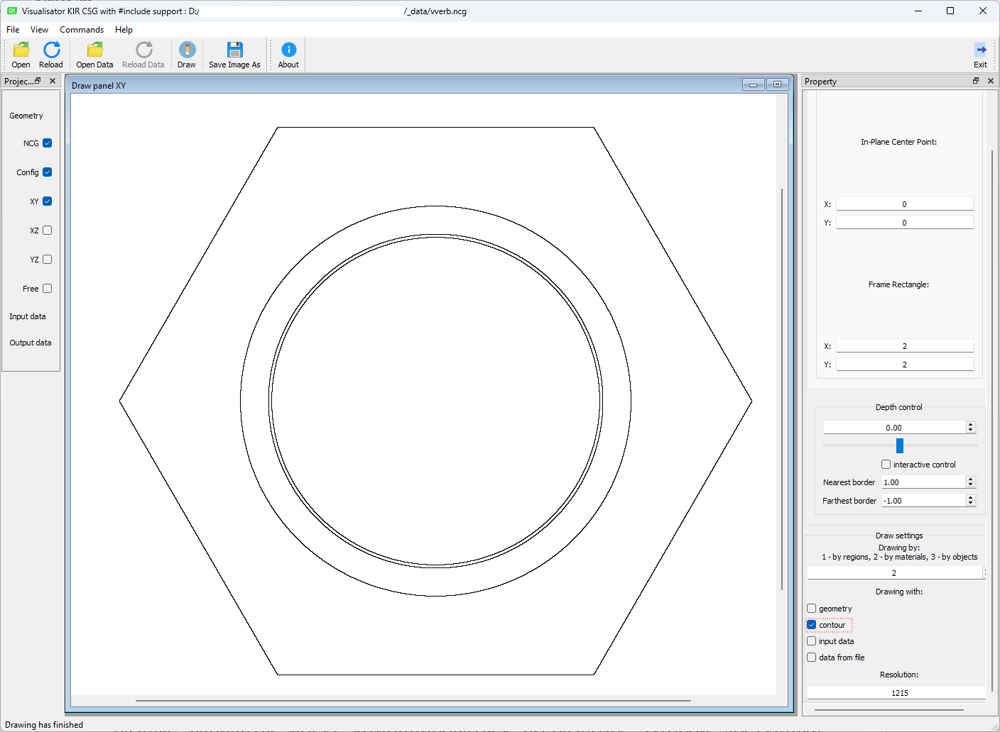 Visualisator KIR CSG with #include support : D:/ /_data/vverb.ncg
File View Commands Help
Open Reload Open Data Reload Data Draw Save Image As About Exit
Projec...
Draw panel XY
Property
Geometry
NCG
Config
XY
XZ
YZ
Free
Input data
Output data
In-Plane Center Point:
X: 0
Y: 0
Frame Rectangle:
X: 2
Y: 2
Depth control
0.00
interactive control
Nearest border 1.00
Farthest border -1.00
Draw settings
Drawing by:
1 - by regions, 2 - by materials, 3 - by objects
2
Drawing with:
geometry
contour
input data
data from file
Resolution:
1215
Drawing has finished